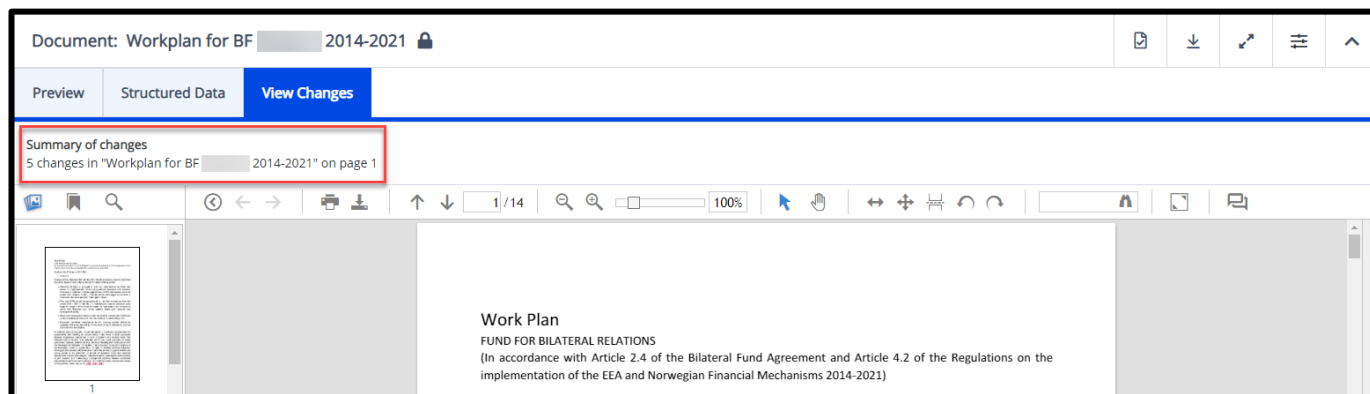 Document: Workplan for BF 2014-2021
Preview Structured Data View Changes
Summary of changes
5 changes in "Workplan for BF 2014-2021" on page 1
1/14 100%
Work Plan
FUND FOR BILATERAL RELATIONS
(In accordance with Article 2.4 of the Bilateral Fund Agreement and Article 4.2 of the Regulations on the
implementation of the EEA and Norwegian Financial Mechanisms 2014-2021)
1